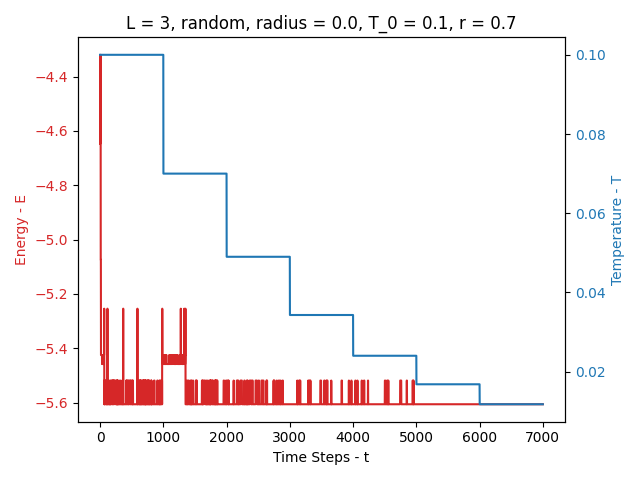 L = 3, random, radius = 0.0, T_0 = 0.1, r = 0.7
Energy - E
−4.4
−4.6
−4.8
−5.0
−5.2
−5.4
−5.6
0.10
0.08
0.06
0.04
0.02
Temperature - T
0 1000 2000 3000 4000 5000 6000 7000
Time Steps - t